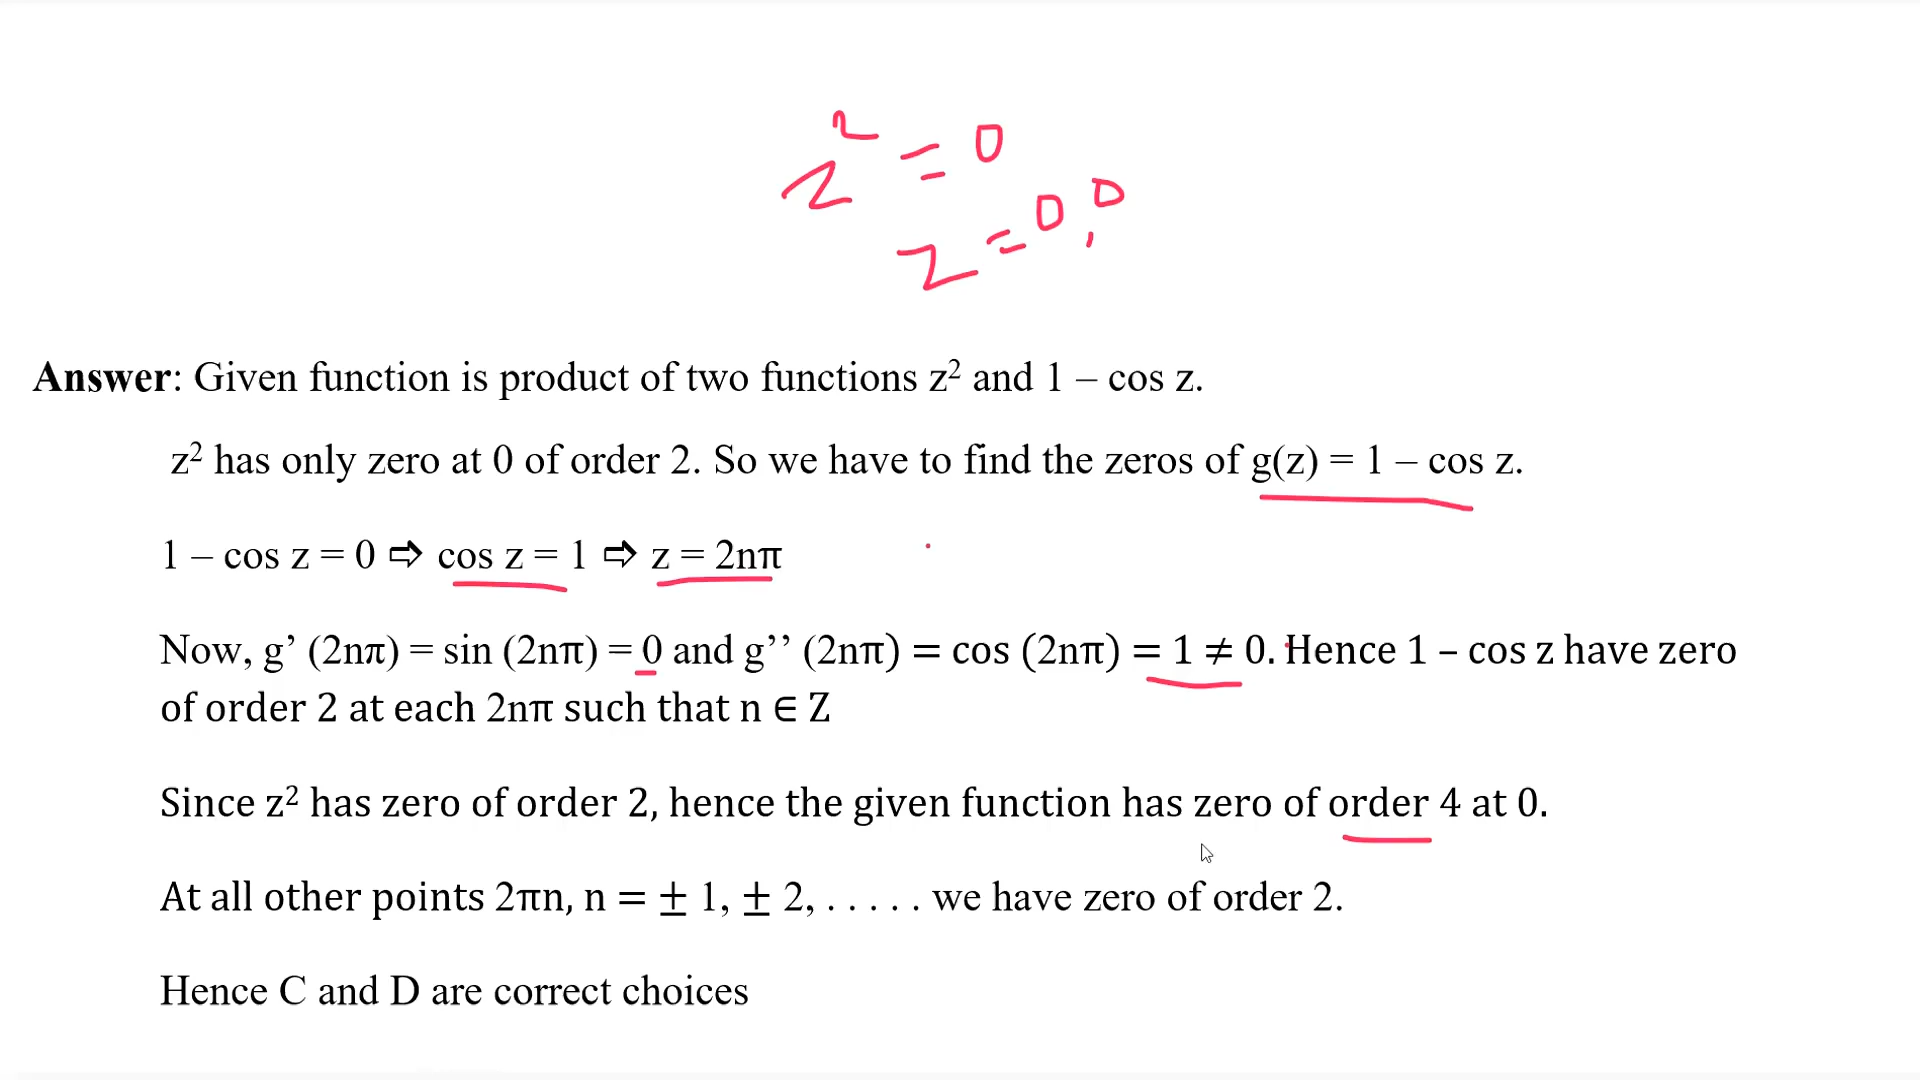 z² = 0
z = 0, 0
Answer: Given function is product of two functions z² and 1 – cos z.
z² has only zero at 0 of order 2. So we have to find the zeros of g(z) = 1 – cos z.
1 – cos z = 0 ⇨ cos z = 1 ⇨ z = 2nπ
Now, g’ (2nπ) = sin (2nπ) = 0 and g’’ (2nπ) = cos (2nπ) = 1 ≠ 0. Hence 1 – cos z have zero
of order 2 at each 2nπ such that n ∈ Z
Since z² has zero of order 2, hence the given function has zero of order 4 at 0.
At all other points 2πn, n = ± 1, ± 2, . . . . . we have zero of order 2.
Hence C and D are correct choices